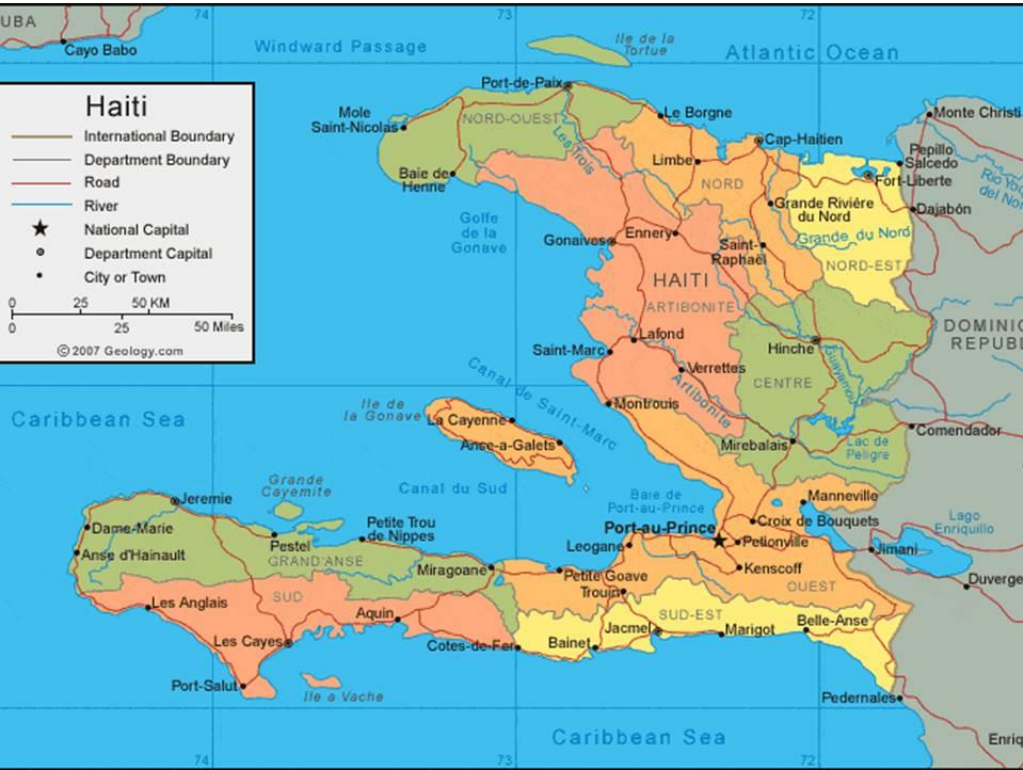 74
73
72
UBA
Cayo Babo
Windward Passage
Ile de la
Tortue
Atlantic Ocean
Haiti
International Boundary
Department Boundary
Road
River
National Capital
Department Capital
City or Town
0 25 50 KM
0 25 50 Miles
© 2007 Geology.com
Port-de-Paix
Mole
Saint-Nicolas
NORD-OUEST
Les Trois
Le Borgne
Cap-Haitien
Monte Christi
Baie de
Henne
Limbe
NORD
Pepillo
Salcedo
Fort-Liberte
Grande Riviére
du Nord
Dajabón
Golfe
de la
Gonave
Gonaives
Ennery
Saint-
Raphaël
Grande du Nord
NORD-EST
HAITI
ARTIBONITE
DOMINIC
REPUBL
Lafond
Saint-Marc
Hinche
Guayamou
Verrettes
Artibonite
CENTRE
Canal de Saint-Marc
Montrouis
Caribbean Sea
Ile de
la Gonave
La Cayenne
Anse-a-Galets
Mirebalais
Lac de
Peligre
Comendador
Grande
Cayemite
Canal du Sud
Baie de
Port-au-Prince
Manneville
Jeremie
Dame-Marie
Anse d'Hainault
Pestel
Petite Trou
de Nippes
GRAND'ANSE
Miragoane
Leogane
Port-au-Prince
Croix de Bouquets
Petionville
Kenscoff
Lago
Enriquillo
Jimani
Duverge
Petite Goave
Trouin
OUEST
SUD
Les Anglais
Aquin
Les Cayes
Cotes-de-Fer
Bainet
Jacmel
SUD-EST
Marigot
Belle-Anse
Port-Salut
Ile a Vache
Pedernales
Caribbean Sea
Enriq
74
73
72